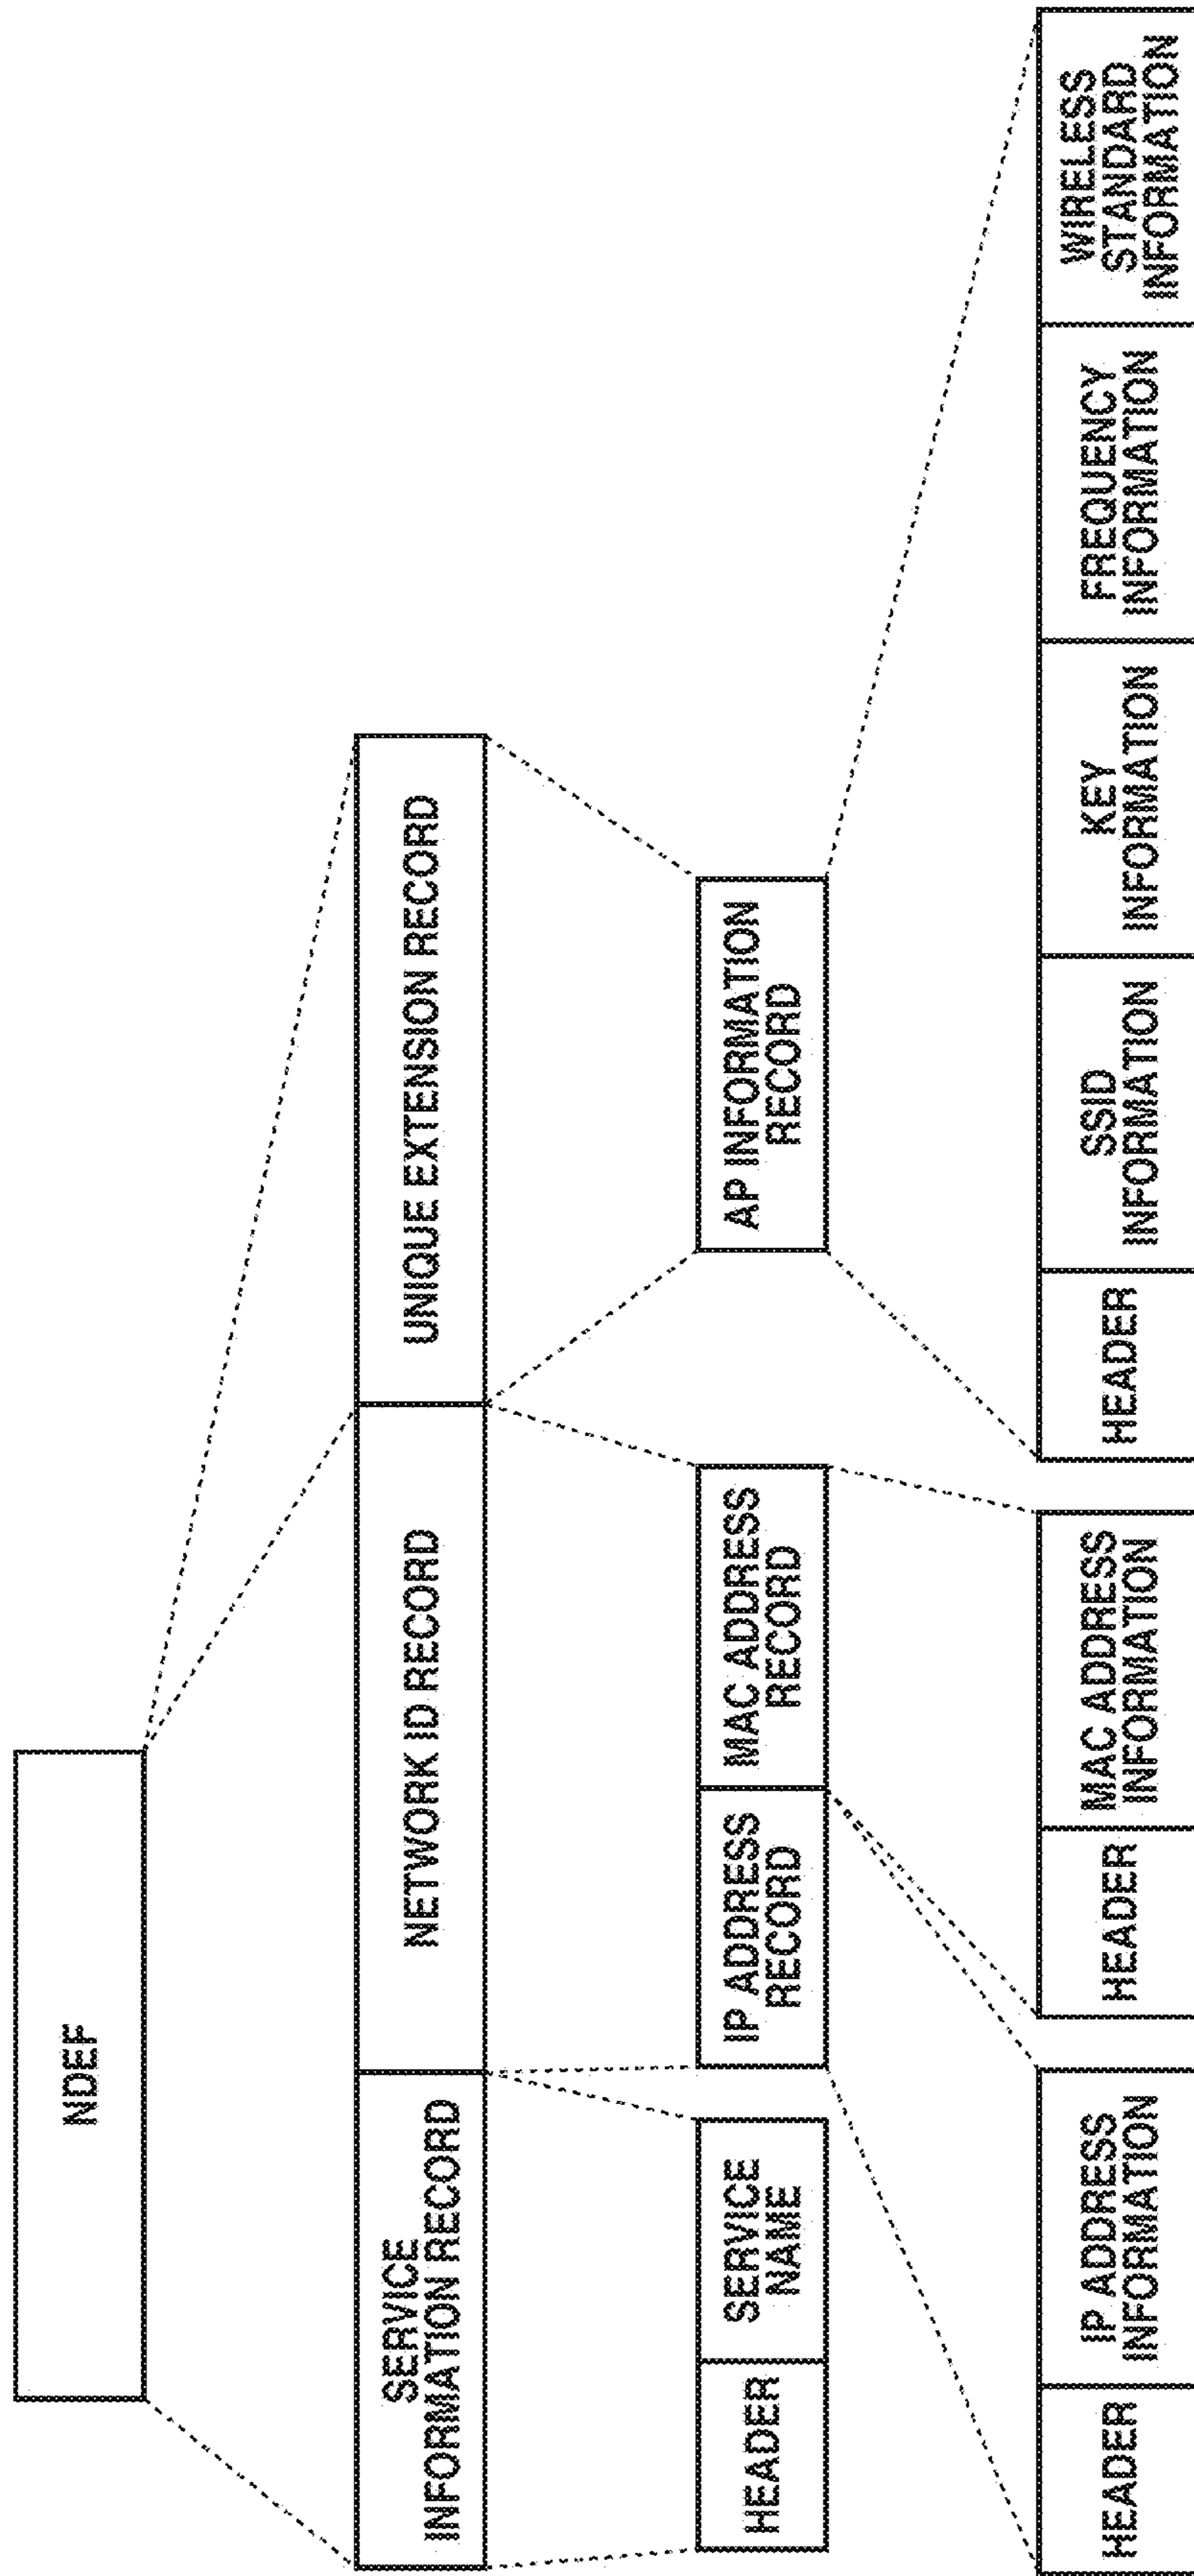 NDEF
SERVICE
INFORMATION RECORD
NETWORK ID RECORD
UNIQUE EXTENSION RECORD
HEADER
SERVICE
NAME
IP ADDRESS
RECORD
MAC ADDRESS
RECORD
AP INFORMATION
RECORD
HEADER
IP ADDRESS
INFORMATION
HEADER
MAC ADDRESS
INFORMATION
HEADER
SSID
INFORMATION
KEY
INFORMATION
FREQUENCY
INFORMATION
WIRELESS
STANDARD
INFORMATION